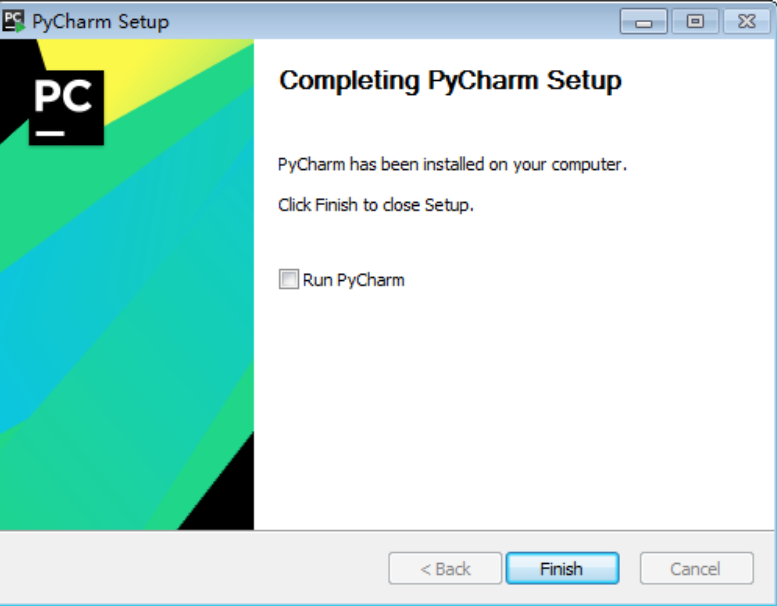 PC PyCharm Setup
PC
Completing PyCharm Setup
PyCharm has been installed on your computer.
Click Finish to close Setup.
Run PyCharm
< Back Finish Cancel